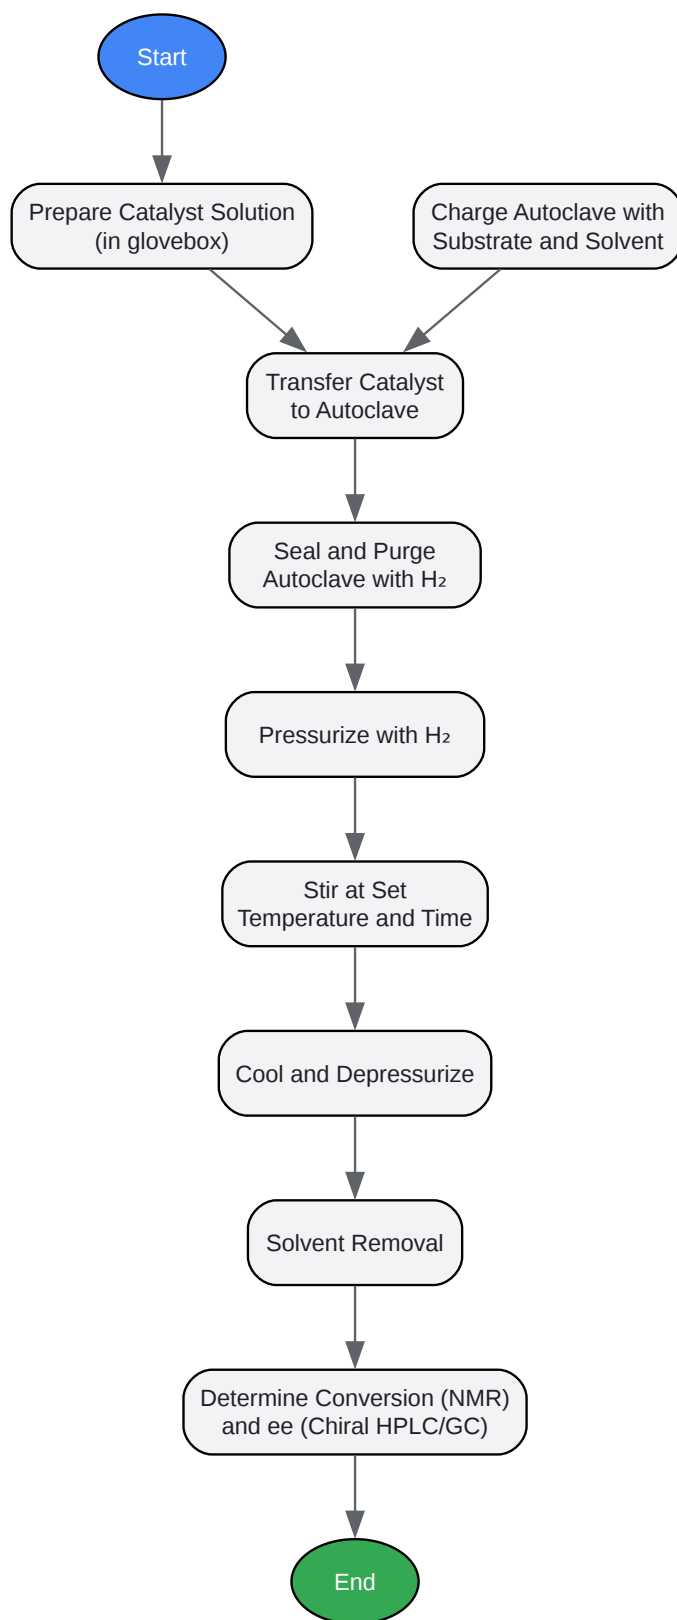 Start
Prepare Catalyst Solution
(in glovebox)
Charge Autoclave with
Substrate and Solvent
Transfer Catalyst
to Autoclave
Seal and Purge
Autoclave with H₂
Pressurize with H₂
Stir at Set
Temperature and Time
Cool and Depressurize
Solvent Removal
Determine Conversion (NMR)
and ee (Chiral HPLC/GC)
End